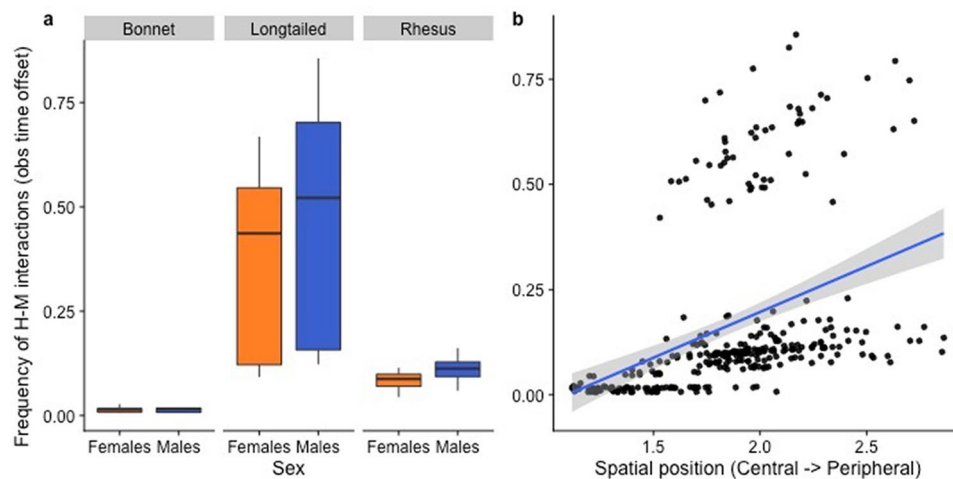 a
Bonnet Longtailed Rhesus
Frequency of H-M interactions (obs time offset)
0.75
0.50
0.25
0.00
Females Males Females Males Females Males
Sex
b
0.75
0.50
0.25
0.00
1.5 2.0 2.5
Spatial position (Central -> Peripheral)